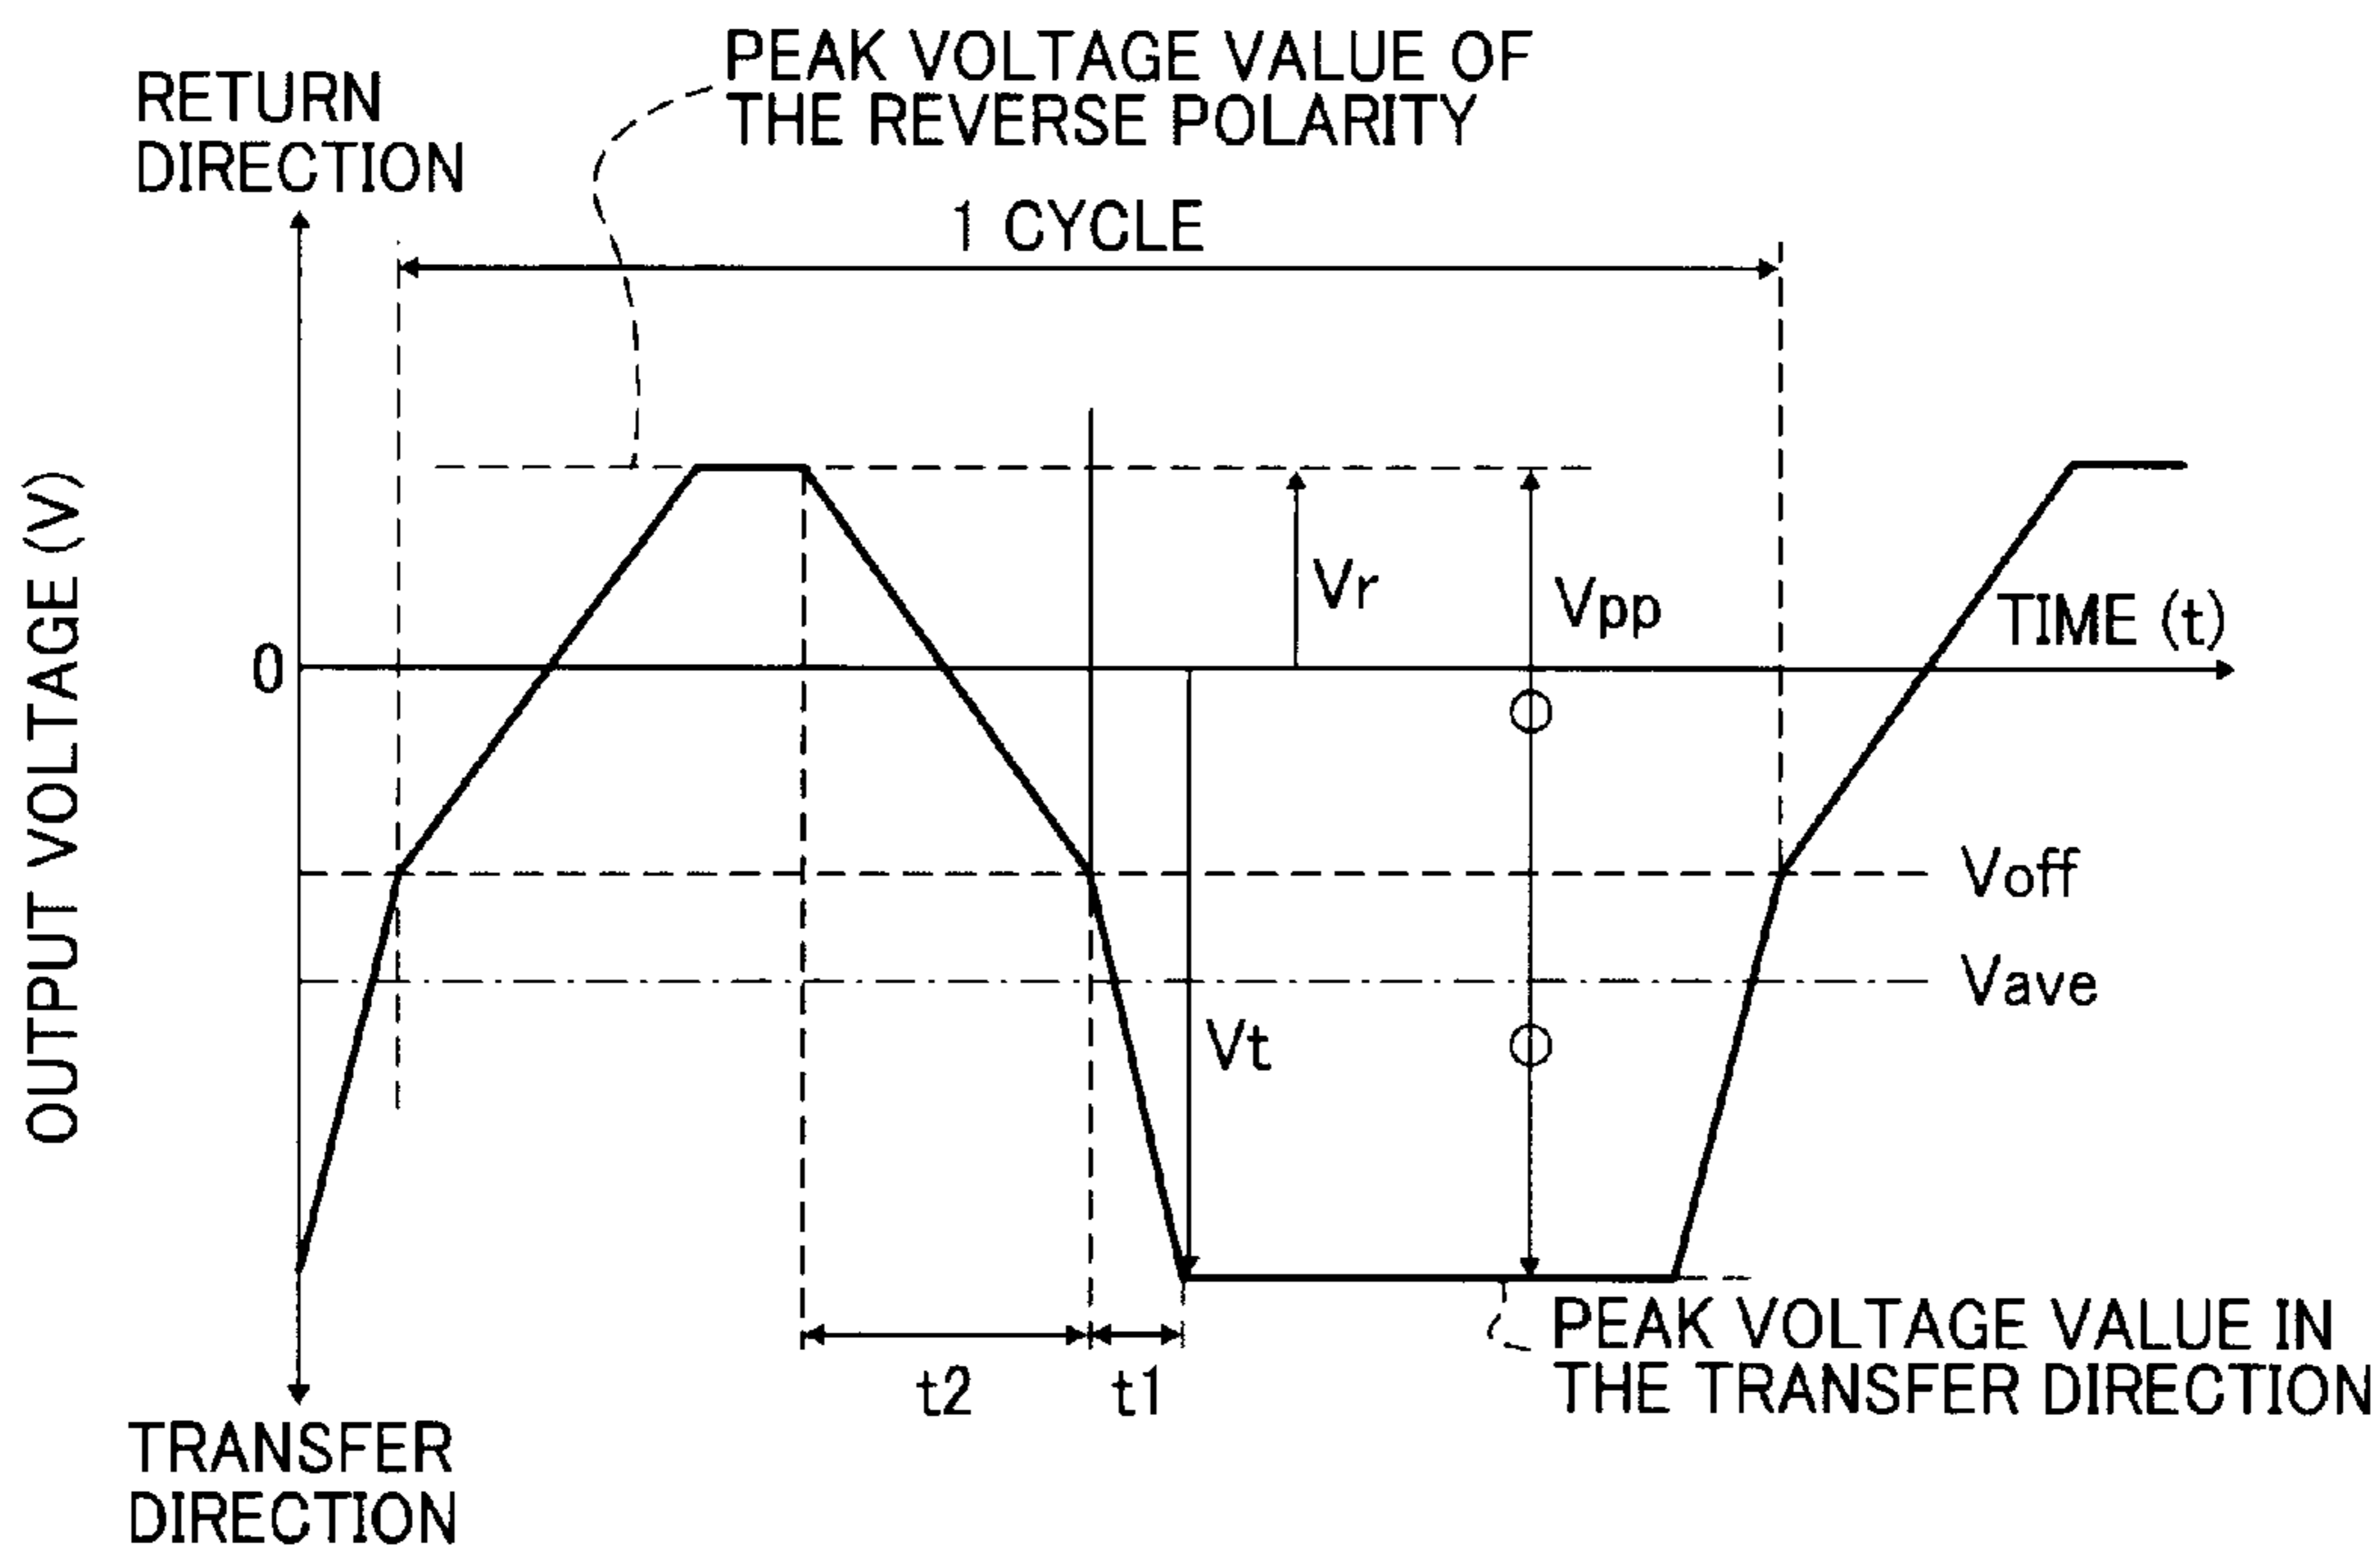 PEAK VOLTAGE VALUE OF
THE REVERSE POLARITY
RETURN
DIRECTION
1 CYCLE
OUTPUT VOLTAGE (V)
0
Vr
Vpp
TIME (t)
Voff
Vave
Vt
t2
t1
PEAK VOLTAGE VALUE IN
THE TRANSFER DIRECTION
TRANSFER
DIRECTION